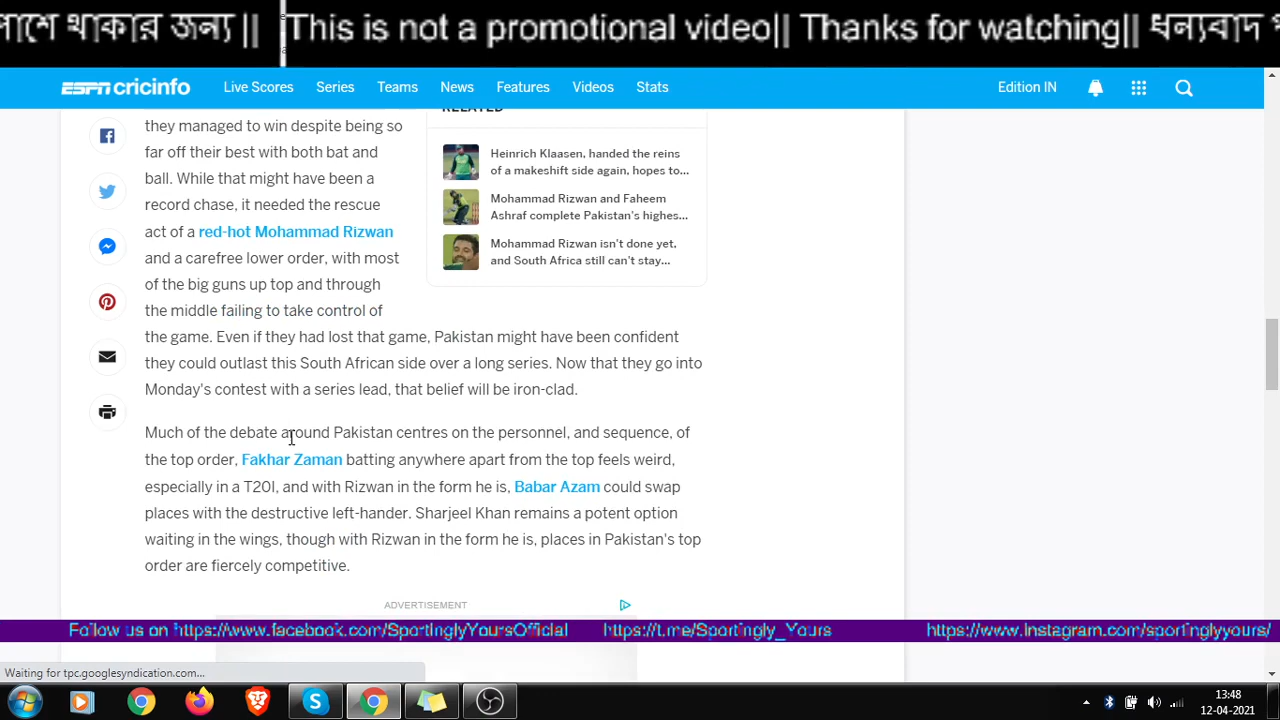 পাশে থাকার জন্য || This is not a promotional video|| Thanks for watching|| ধন্যবাদ
ESPN cricinfo Live Scores Series Teams News Features Videos Stats Edition IN
RELATED
they managed to win despite being so
far off their best with both bat and
ball. While that might have been a
record chase, it needed the rescue
act of a red-hot Mohammad Rizwan
and a carefree lower order, with most
of the big guns up top and through
the middle failing to take control of
the game. Even if they had lost that game, Pakistan might have been confident
they could outlast this South African side over a long series. Now that they go into
Monday's contest with a series lead, that belief will be iron-clad.
Heinrich Klaasen, handed the reins
of a makeshift side again, hopes to...
Mohammad Rizwan and Faheem
Ashraf complete Pakistan's highes...
Mohammad Rizwan isn't done yet,
and South Africa still can't stay...
Much of the debate around Pakistan centres on the personnel, and sequence, of
the top order, Fakhar Zaman batting anywhere apart from the top feels weird,
especially in a T20I, and with Rizwan in the form he is, Babar Azam could swap
places with the destructive left-hander. Sharjeel Khan remains a potent option
waiting in the wings, though with Rizwan in the form he is, places in Pakistan's top
order are fiercely competitive.
ADVERTISEMENT
Follow us on https://www.facebook.com/SportinglyYoursOfficial https://t.me/Sportingly_Yours https://www.instagram.com/sportinglyyours/
Waiting for tpc.googlesyndication.com...
13:48
12-04-2021